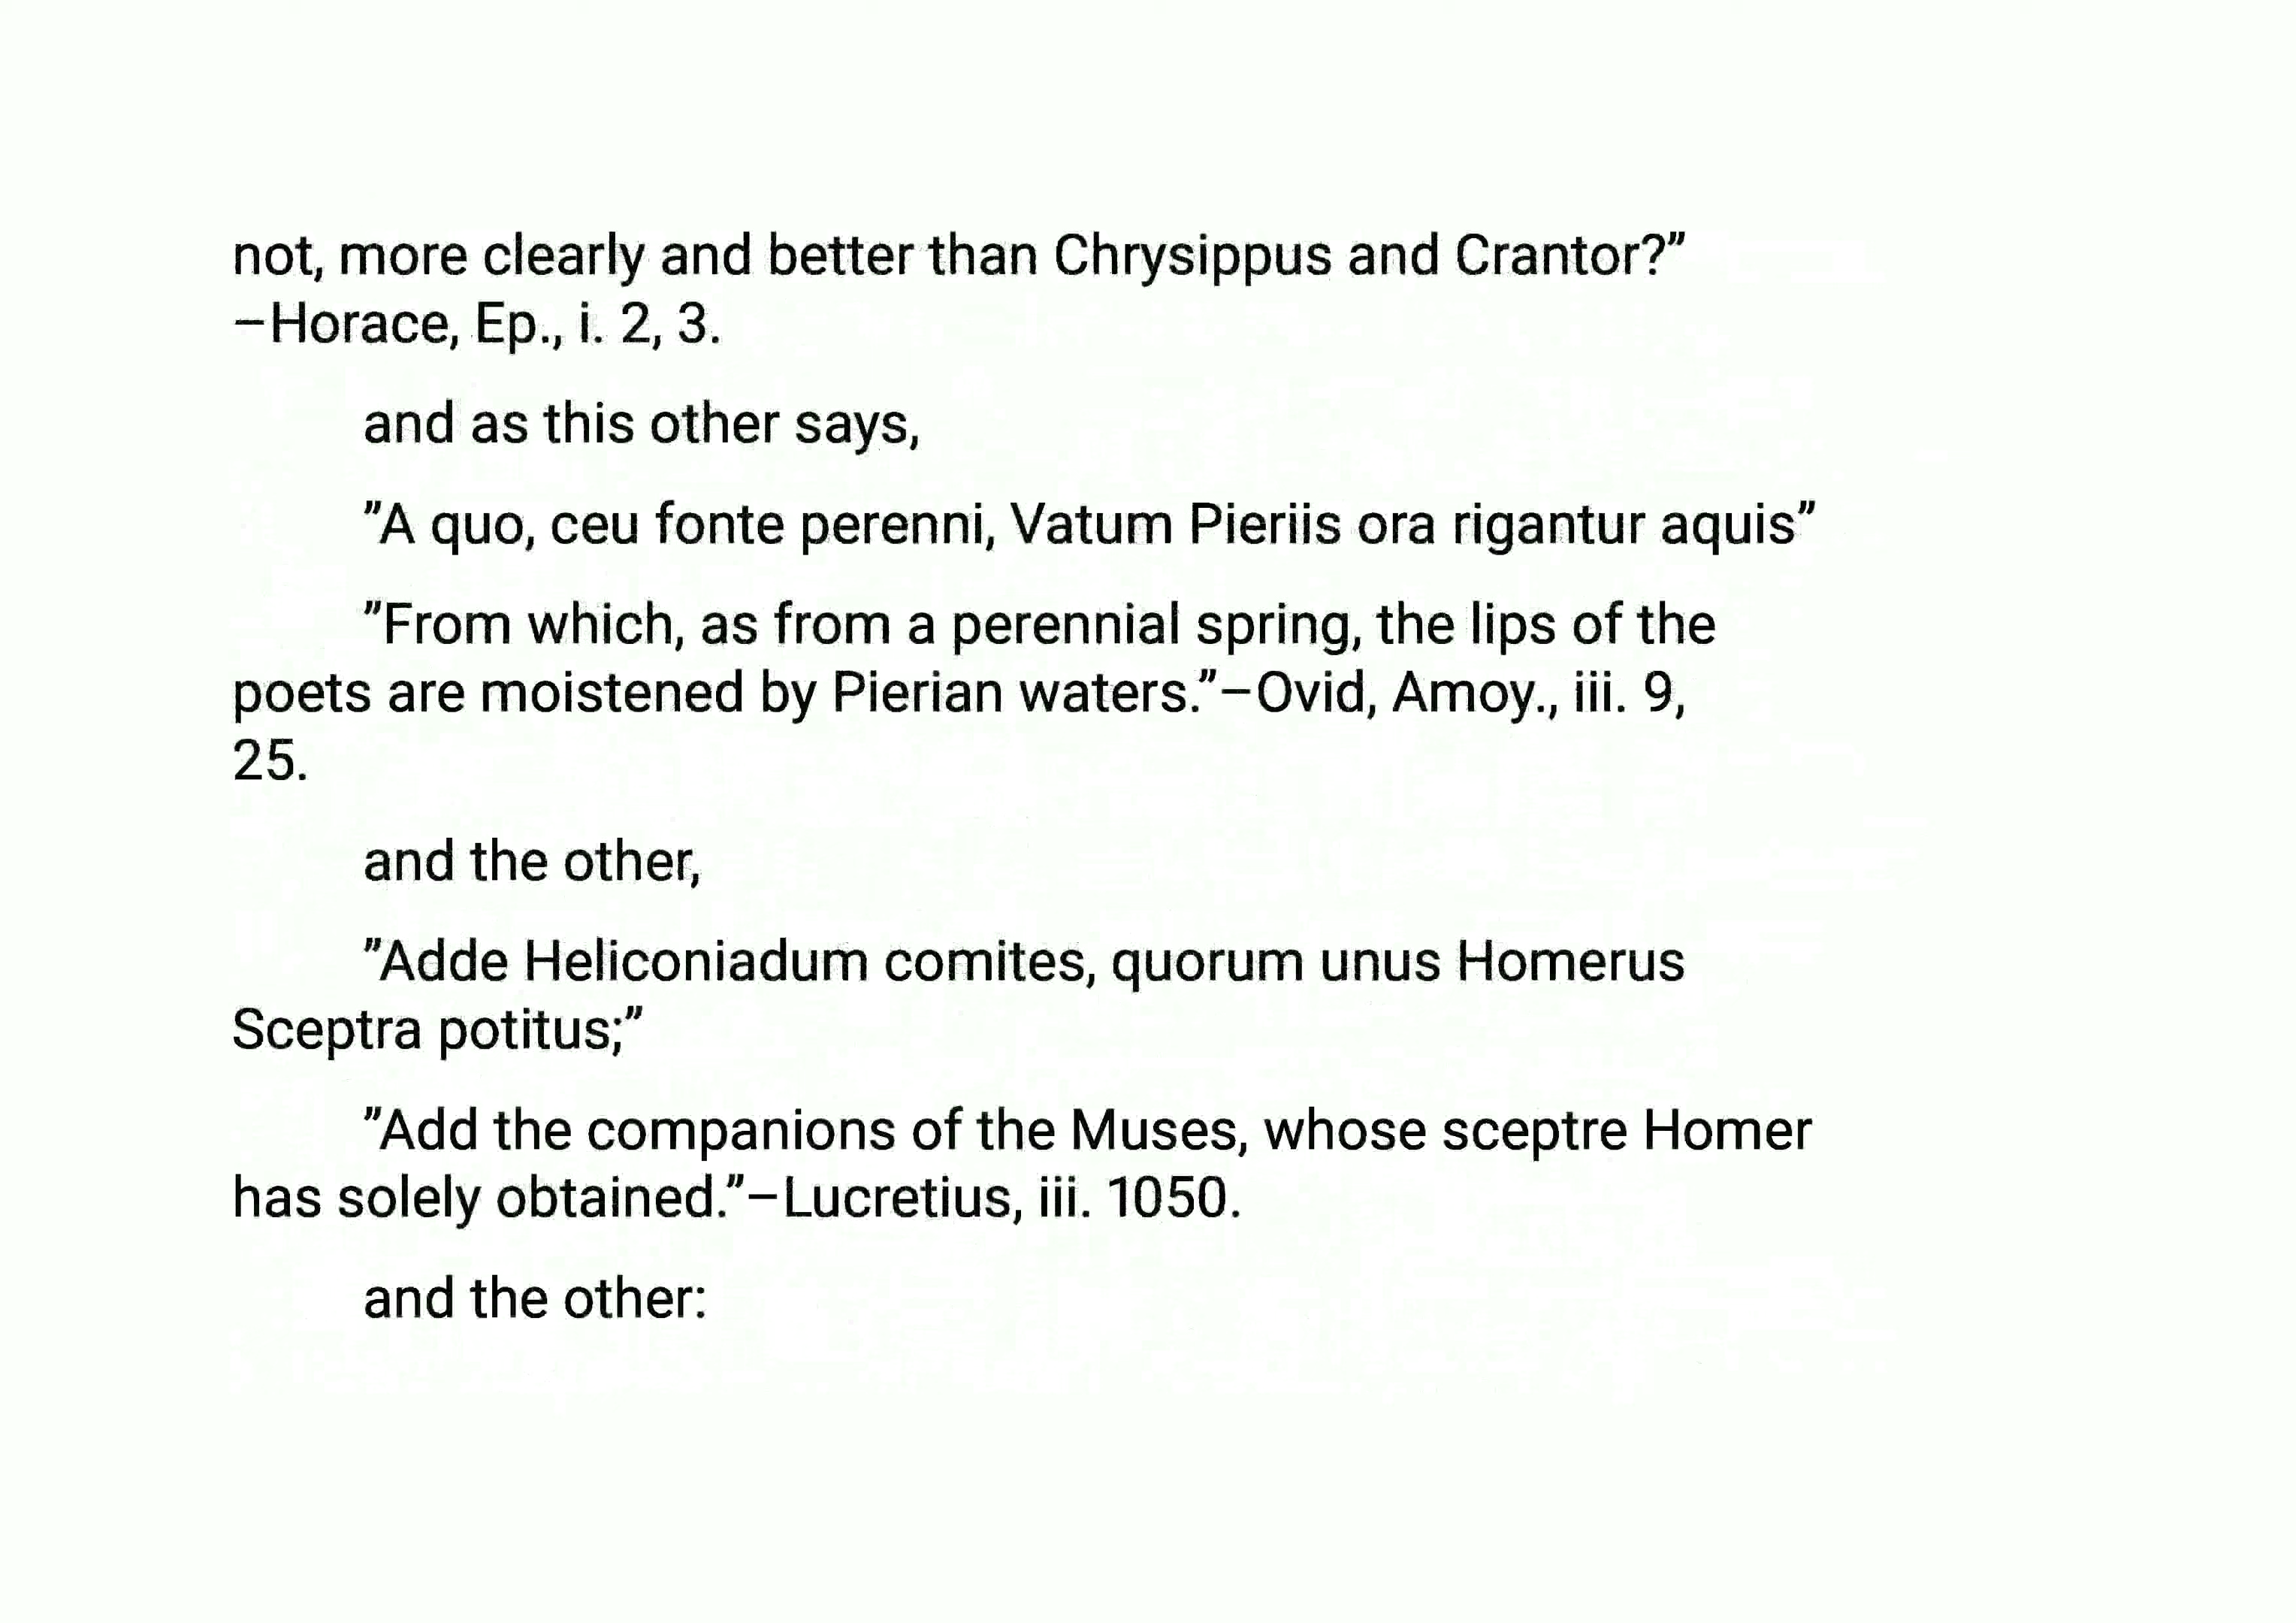 not, more clearly and better than Chrysippus and Crantor?”
–Horace, Ep., i. 2, 3.
and as this other says,
”A quo, ceu fonte perenni, Vatum Pieriis ora rigantur aquis”
”From which, as from a perennial spring, the lips of the
poets are moistened by Pierian waters.”–Ovid, Amoy., iii. 9,
25.
and the other,
”Adde Heliconiadum comites, quorum unus Homerus
Sceptra potitus;”
”Add the companions of the Muses, whose sceptre Homer
has solely obtained.”–Lucretius, iii. 1050.
and the other: